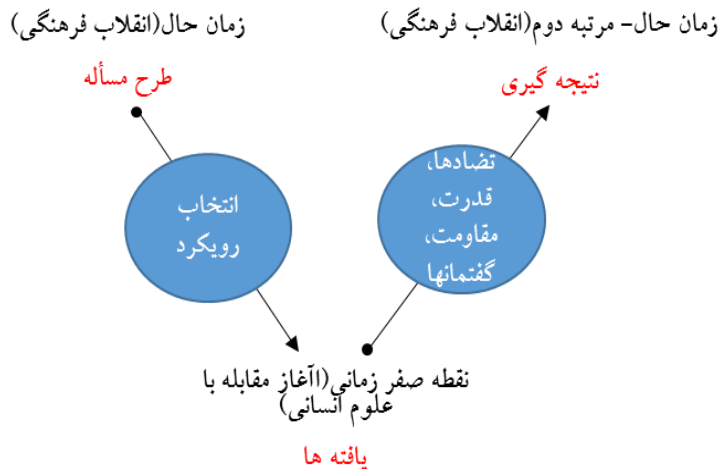 زمان حال- مرتبه دوم(انقلاب فرهنگی)
زمان حال(انقلاب فرهنگی)
نتیجه گیری
طرح مسأله
تضادها،
قدرت،
مقاومت،
گفتمانها
انتخاب
رویکرد
نقطه صفر زمانی(اآغاز مقابله با
علوم انسانی)
یافته ها